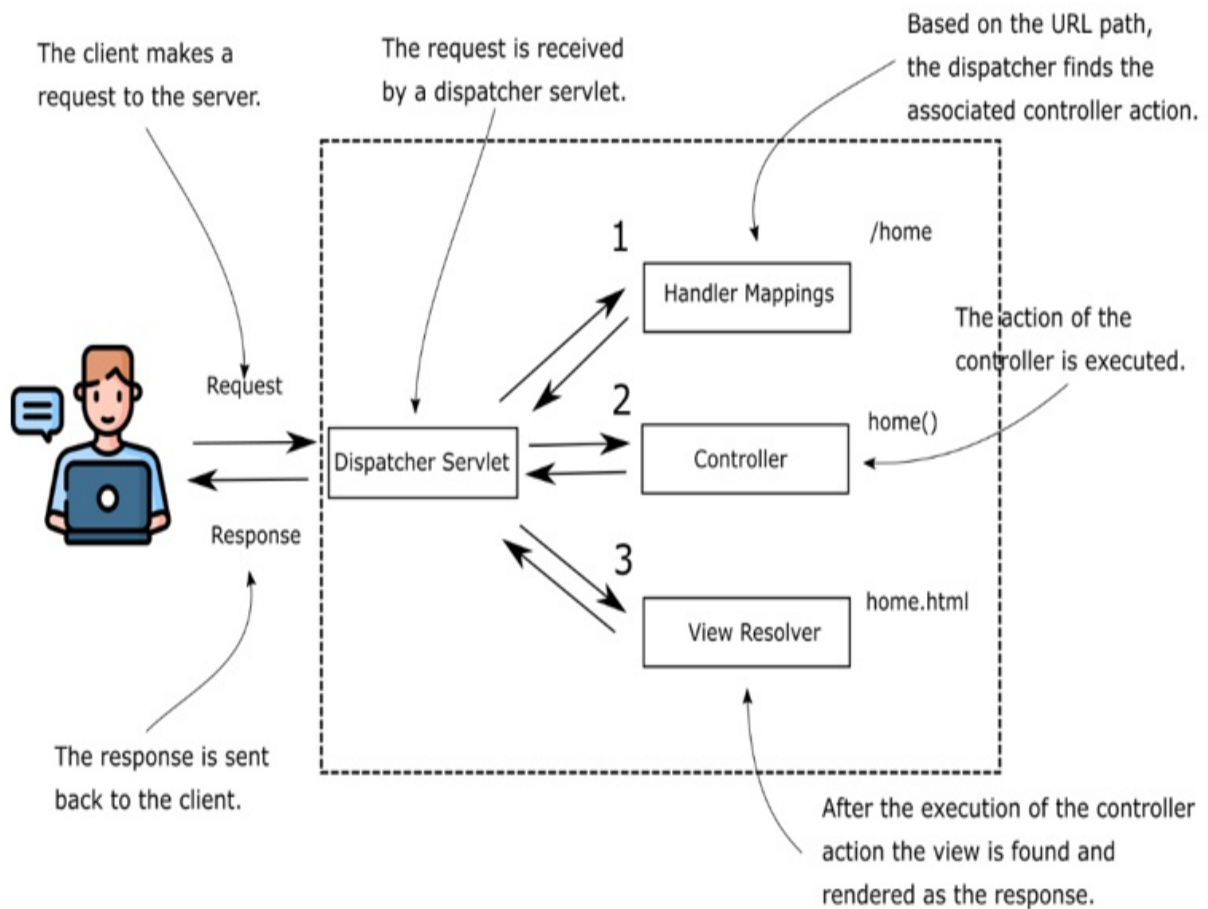 The client makes a
request to the server.
The request is received
by a dispatcher servlet.
Based on the URL path,
the dispatcher finds the
associated controller action.
1
/home
Handler Mappings
The action of the
controller is executed.
Request
2
home()
Dispatcher Servlet
Controller
Response
3
home.html
View Resolver
The response is sent
back to the client.
After the execution of the controller
action the view is found and
rendered as the response.